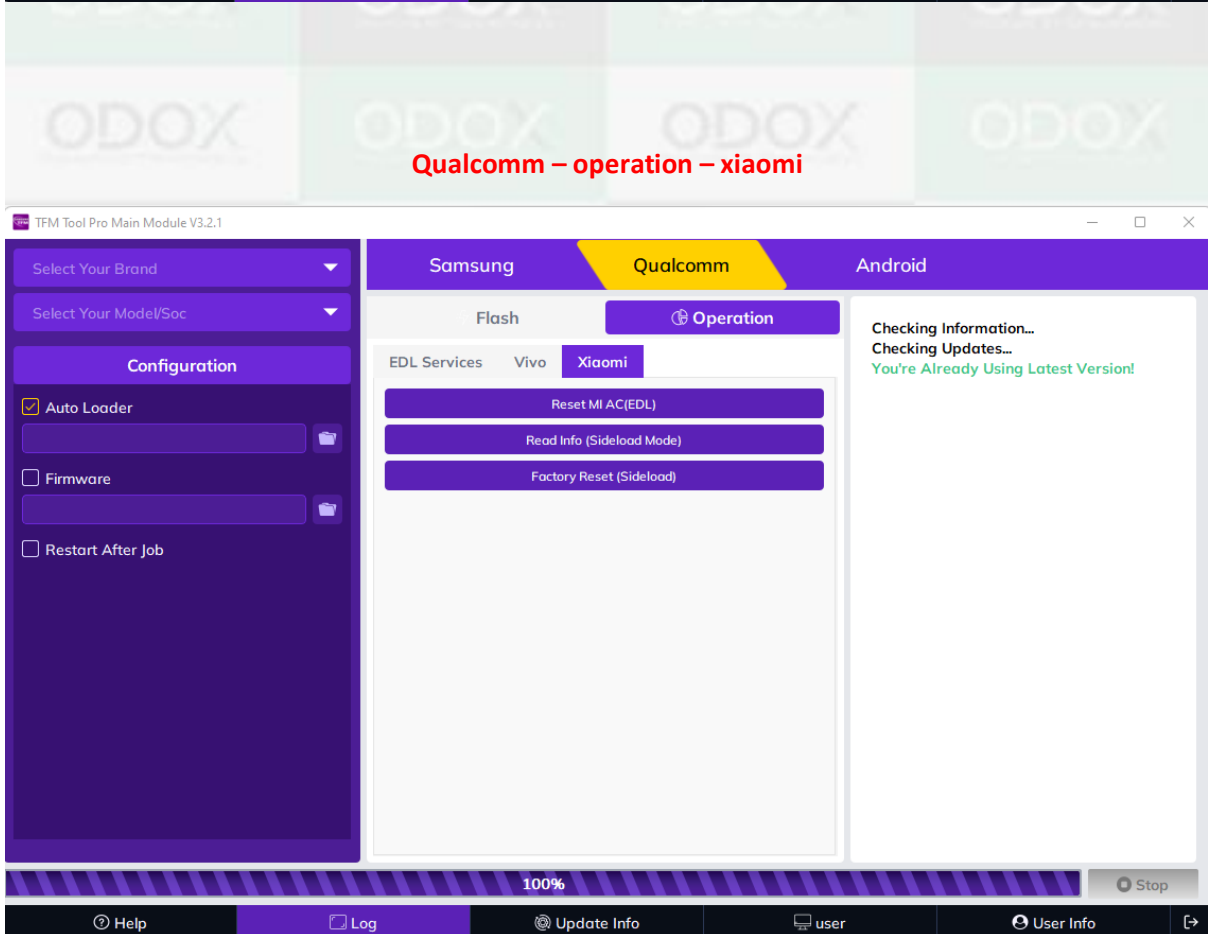 ODOX ODOX ODOX ODOX
Qualcomm – operation – xiaomi
TFM Tool Pro Main Module V3.2.1
Select Your Brand
Select Your Model/Soc
Configuration
Auto Loader
Firmware
Restart After Job
Samsung Qualcomm Android
Flash Operation
EDL Services Vivo Xiaomi
Reset MI AC(EDL)
Read Info (Sideload Mode)
Factory Reset (Sideload)
Checking Information...
Checking Updates...
You're Already Using Latest Version!
100%
Stop
Help Log Update Info user User Info